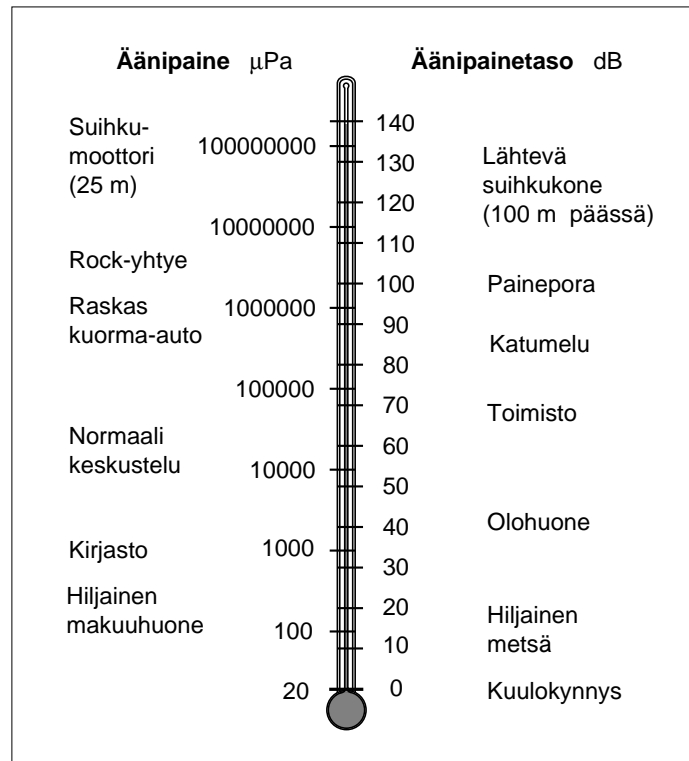 Äänipaine µPa
Äänipainetaso dB
Suihku-
moottori
(25 m)
Rock-yhtye
Raskas
kuorma-auto
Normaali
keskustelu
Kirjasto
Hiljainen
makuuhuone
100000000
10000000
1000000
100000
10000
1000
100
20
140
130
120
110
100
90
80
70
60
50
40
30
20
10
0
Lähtevä
suihkukone
(100 m päässä)
Painepora
Katumelu
Toimisto
Olohuone
Hiljainen
metsä
Kuulokynnys